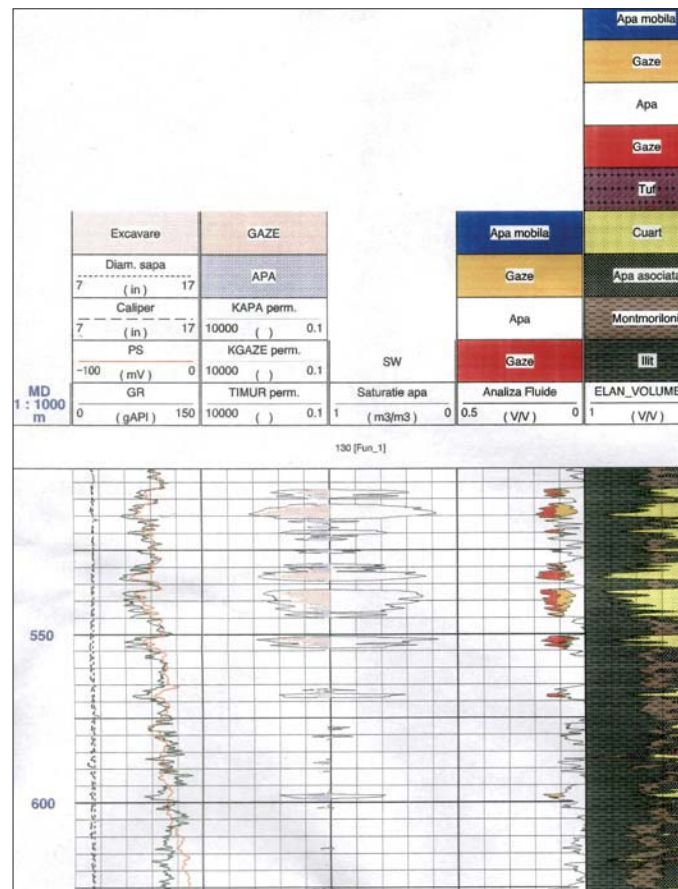 Apa mobila
Gaze
Apa
Gaze
Tuf
Excavare
GAZE
Apa mobila
Cuart
Diam. sapa
7 (in) 17
APA
Gaze
Apa asociata
Caliper
7 (in) 17
KAPA perm.
10000 ( ) 0.1
Apa
Montmoriloni
PS
-100 (mV) 0
KGAZE perm.
10000 ( ) 0.1
SW
Gaze
Ilit
MD
1 : 1000
m
GR
0 (gAPI) 150
TIMUR perm.
10000 ( ) 0.1
Saturatie apa
1 (m3/m3) 0
Analiza Fluide
0.5 (V/V) 0
ELAN_VOLUME
1 (V/V)
130 [Fun_1]
550
600